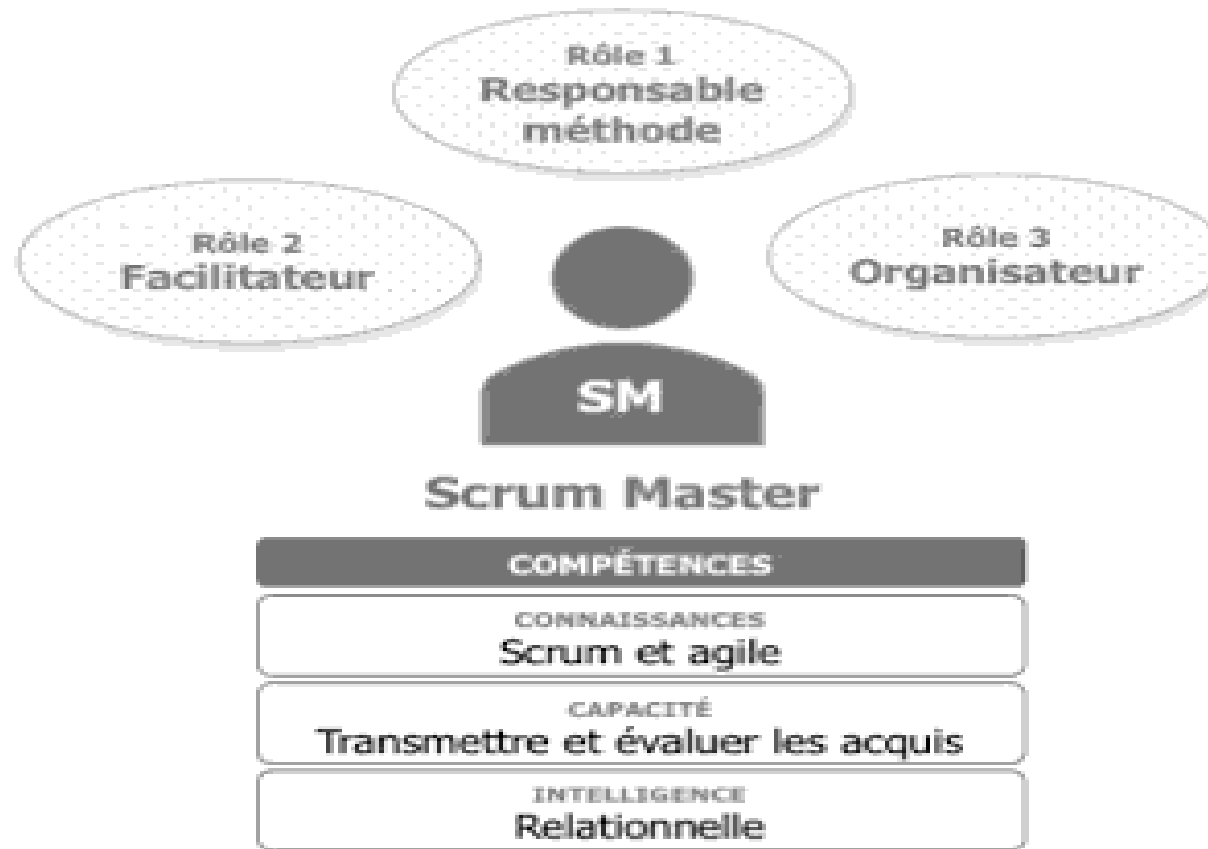 Rôle 1
Responsable
méthode
Rôle 2
Facilitateur
Rôle 3
Organisateur
SM
Scrum Master
COMPÉTENCES
CONNAISSANCES
Scrum et agile
CAPACITÉ
Transmettre et évaluer les acquis
INTELLIGENCE
Relationnelle